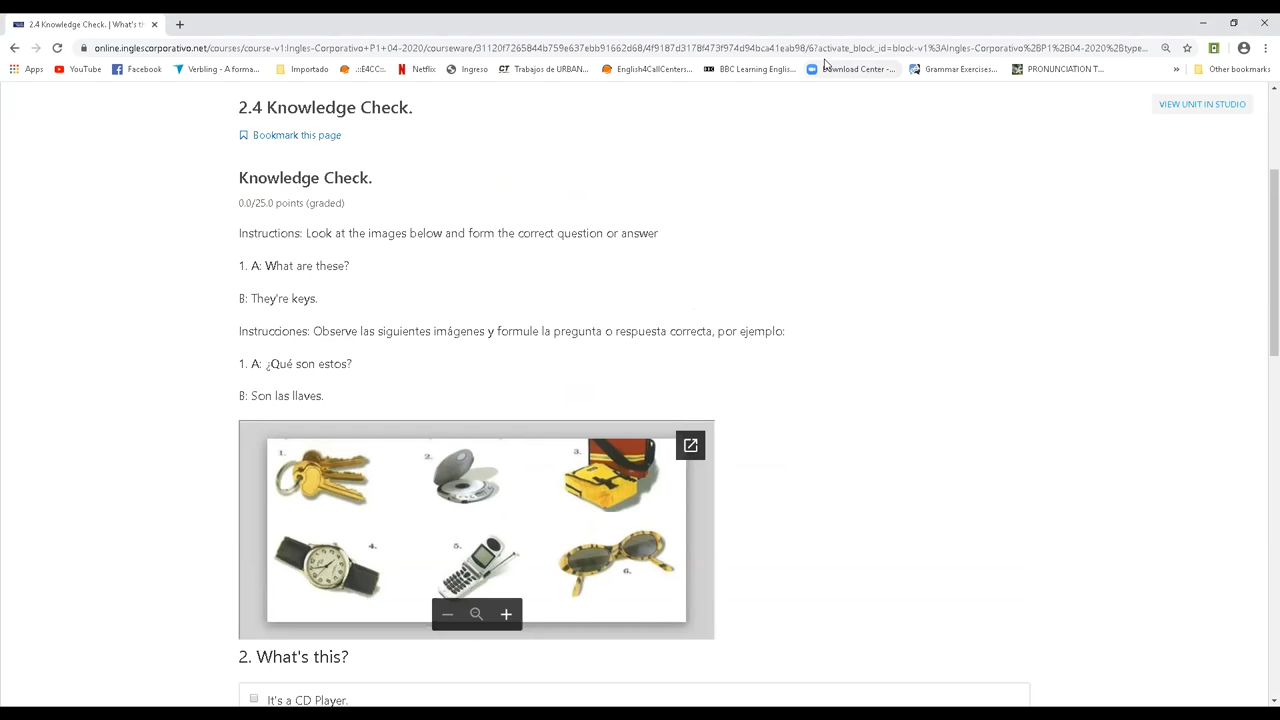 2.4 Knowledge Check. | What's th
online.inglescorporativo.net/courses/course-v1:Ingles-Corporativo+P1+04-2020/courseware/31120f7265844b759e637ebb91662d68/4f9187d3178f473f974d94bca41eab98/6?activate_block_id=block-v1%3AIngles-Corporativo%2BP1%2B04-2020%2Btype...
Apps YouTube Facebook Verbling - A forma... Importado .::E4CC::. Netflix Ingreso CT Trabajos de URBAN... English4CallCenters... BBC BBC Learning Englis... Download Center -... Grammar Exercises... PRONUNCIATION T... » Other bookmarks
2.4 Knowledge Check.
VIEW UNIT IN STUDIO
Bookmark this page
Knowledge Check.
0.0/25.0 points (graded)
Instructions: Look at the images below and form the correct question or answer
1. A: What are these?
B: They're keys.
Instrucciones: Observe las siguientes imágenes y formule la pregunta o respuesta correcta, por ejemplo:
1. A: ¿Qué son estos?
B: Son las llaves.
1. 2. 3.
4. 5. 6.
2. What's this?
It's a CD Player.